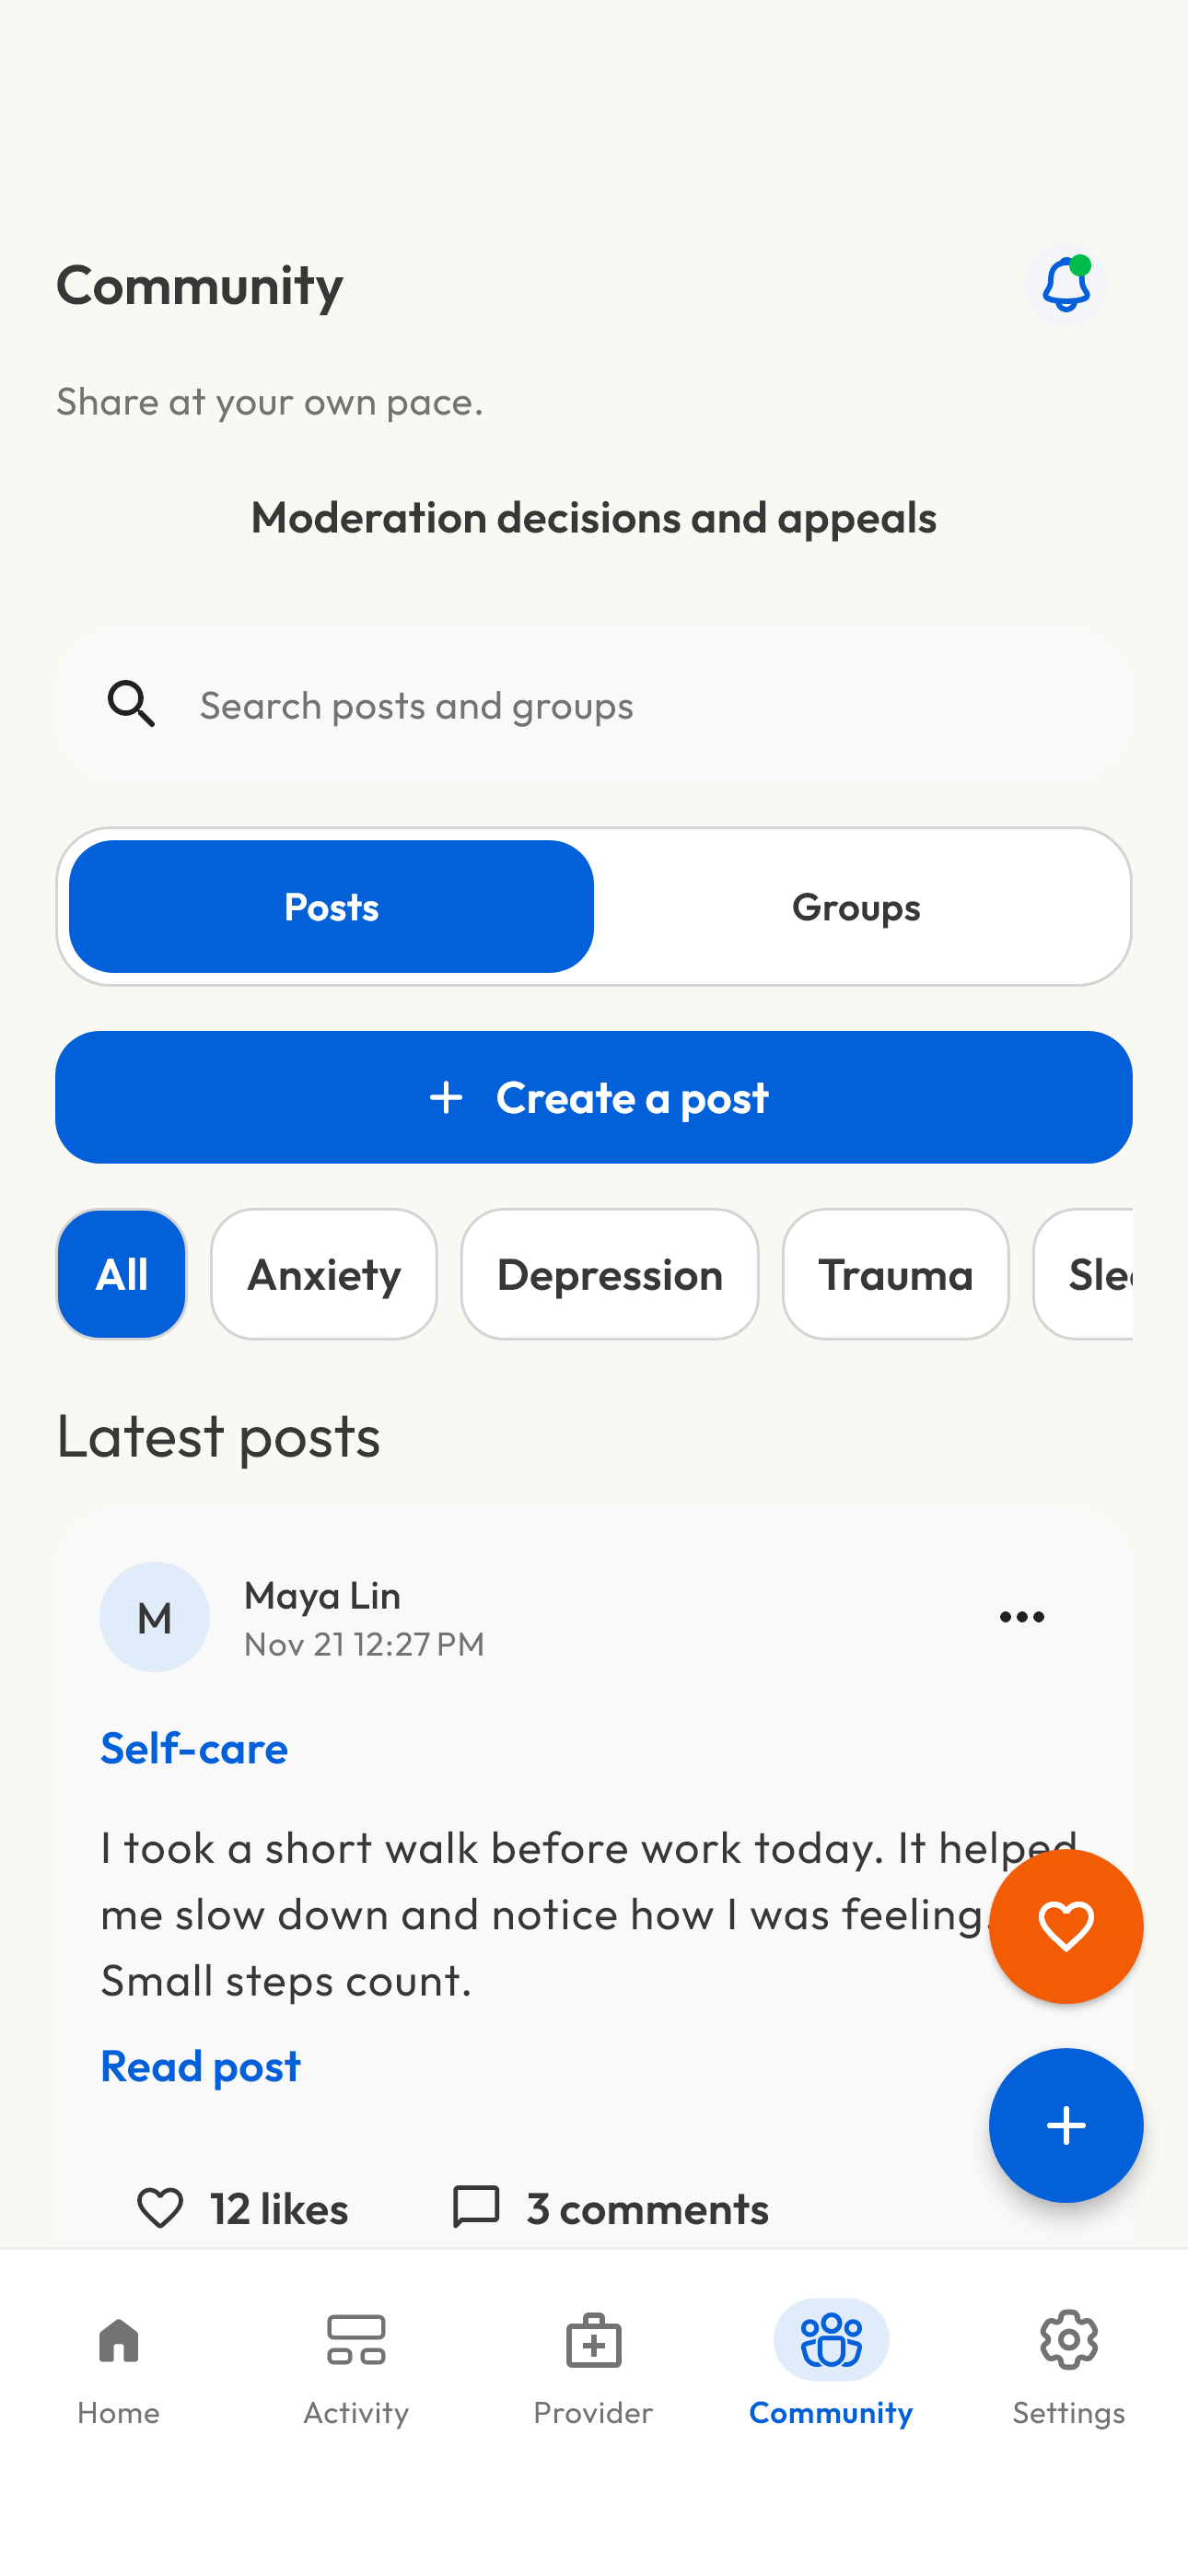 Community
Share at your own pace.
Moderation decisions and appeals
Search posts and groups
Posts
Groups
Create a post
All
Anxiety
Depression
Trauma
Latest posts
M
Maya Lin
Nov 21 12:27 PM
Self-care
I took a short walk before work today. It helped
me slow down and notice how I was feeling.
Small steps count.
Read post
12 likes
3 comments
Home
Activity
Provider
Community
Settings